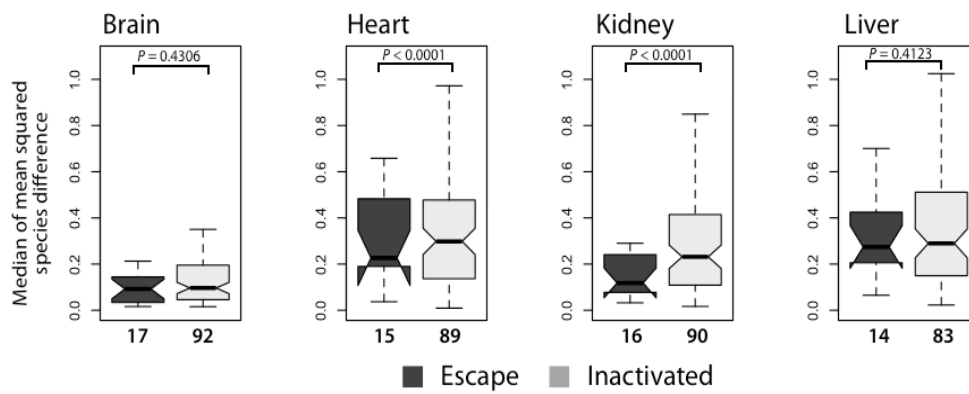 Brain Heart Kidney Liver
P = 0.4306 P < 0.0001 P < 0.0001 P = 0.4123
Median of mean squared
species difference
1.0 1.0 1.0 1.0
0.8 0.8 0.8 0.8
0.6 0.6 0.6 0.6
0.4 0.4 0.4 0.4
0.2 0.2 0.2 0.2
0.0 0.0 0.0 0.0
17 92 15 89 16 90 14 83
Escape Inactivated